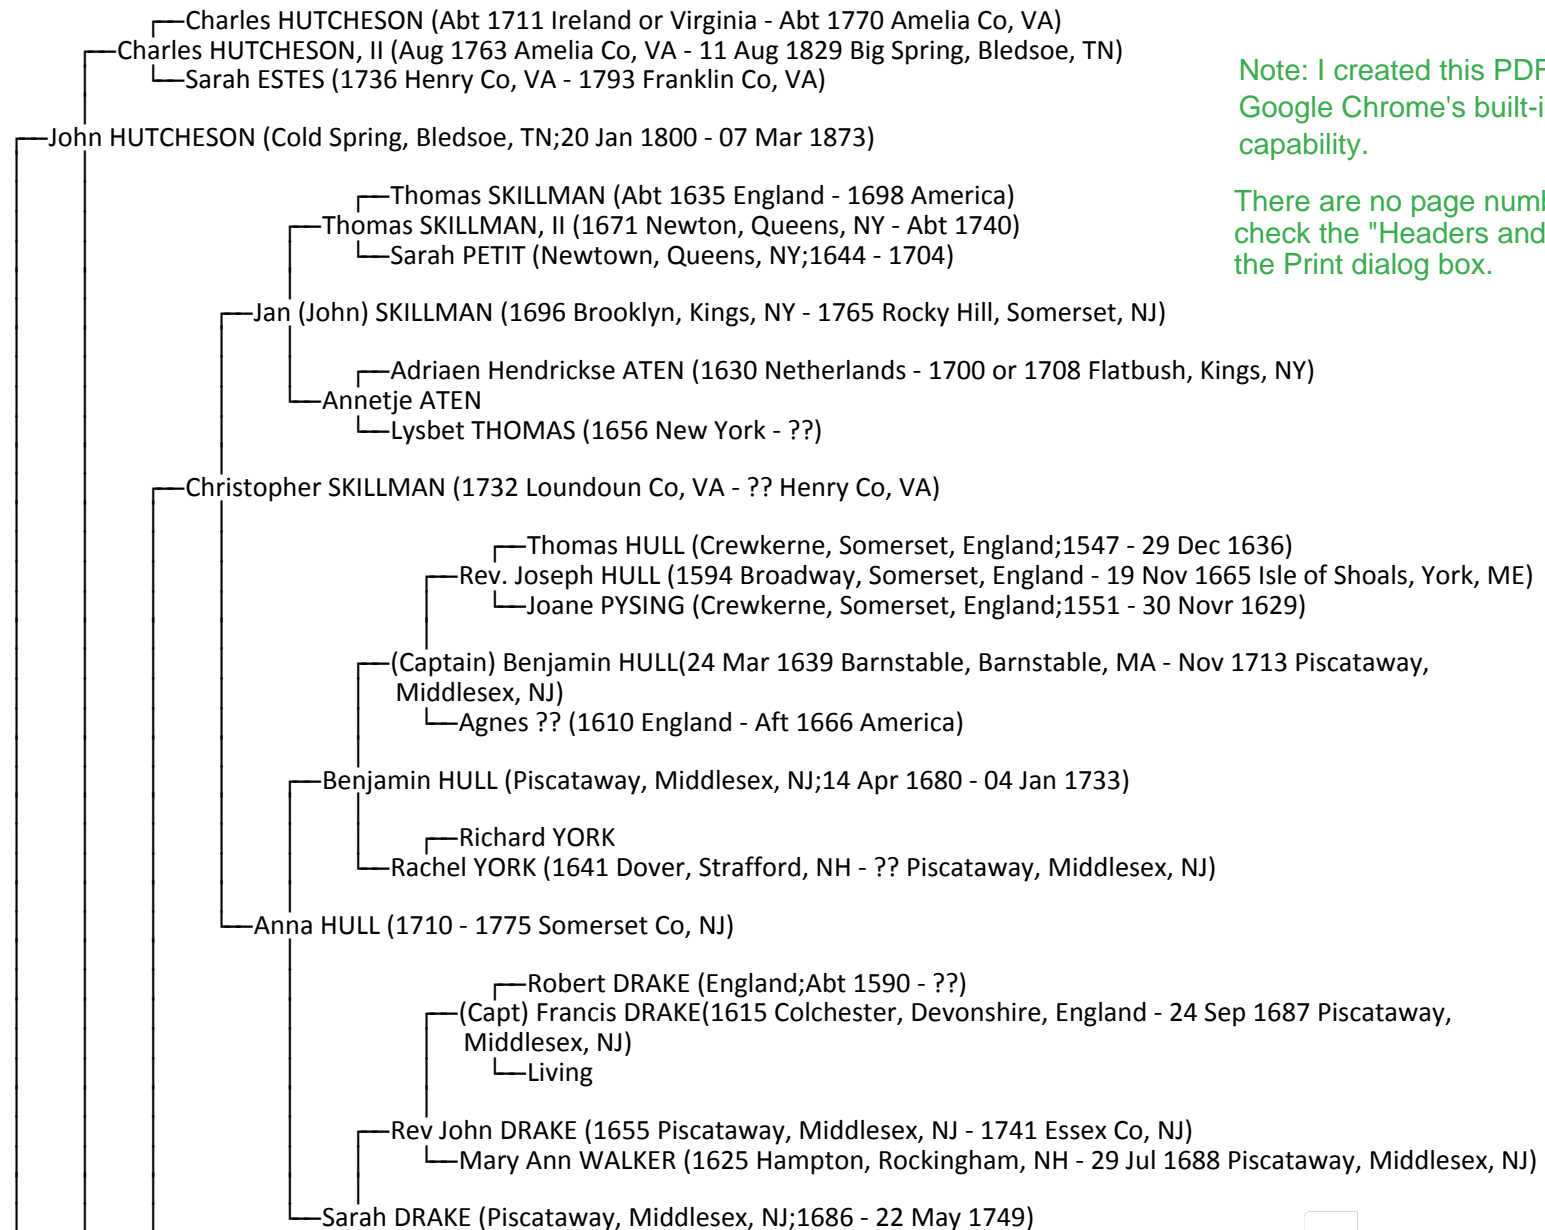 Charles HUTCHESON (Abt 1711 Ireland or Virginia - Abt 1770 Amelia Co, VA)
Charles HUTCHESON, II (Aug 1763 Amelia Co, VA - 11 Aug 1829 Big Spring, Bledsoe, TN)
Sarah ESTES (1736 Henry Co, VA - 1793 Franklin Co, VA)
John HUTCHESON (Cold Spring, Bledsoe, TN;20 Jan 1800 - 07 Mar 1873)
Note: I created this PDF
Google Chrome's built-i
capability.
There are no page numb
check the "Headers and
the Print dialog box.
Thomas SKILLMAN (Abt 1635 England - 1698 America)
Thomas SKILLMAN, II (1671 Newton, Queens, NY - Abt 1740)
Sarah PETIT (Newtown, Queens, NY;1644 - 1704)
Jan (John) SKILLMAN (1696 Brooklyn, Kings, NY - 1765 Rocky Hill, Somerset, NJ)
Adriaen Hendrickse ATEN (1630 Netherlands - 1700 or 1708 Flatbush, Kings, NY)
Annetje ATEN
Lysbet THOMAS (1656 New York - ??)
Christopher SKILLMAN (1732 Loundoun Co, VA - ?? Henry Co, VA)
Thomas HULL (Crewkerne, Somerset, England;1547 - 29 Dec 1636)
Rev. Joseph HULL (1594 Broadway, Somerset, England - 19 Nov 1665 Isle of Shoals, York, ME)
Joane PYSING (Crewkerne, Somerset, England;1551 - 30 Novr 1629)
(Captain) Benjamin HULL(24 Mar 1639 Barnstable, Barnstable, MA - Nov 1713 Piscataway,
Middlesex, NJ)
Agnes ?? (1610 England - Aft 1666 America)
Benjamin HULL (Piscataway, Middlesex, NJ;14 Apr 1680 - 04 Jan 1733)
Richard YORK
Rachel YORK (1641 Dover, Strafford, NH - ?? Piscataway, Middlesex, NJ)
Anna HULL (1710 - 1775 Somerset Co, NJ)
Robert DRAKE (England;Abt 1590 - ??)
(Capt) Francis DRAKE(1615 Colchester, Devonshire, England - 24 Sep 1687 Piscataway,
Middlesex, NJ)
Living
Rev John DRAKE (1655 Piscataway, Middlesex, NJ - 1741 Essex Co, NJ)
Mary Ann WALKER (1625 Hampton, Rockingham, NH - 29 Jul 1688 Piscataway, Middlesex, NJ)
Sarah DRAKE (Piscataway, Middlesex, NJ;1686 - 22 May 1749)